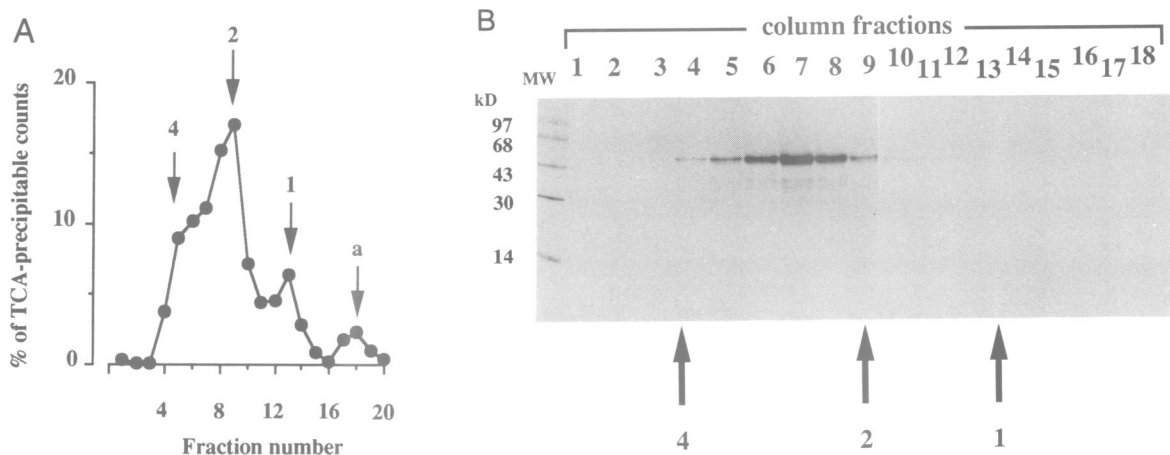 A
2
20
4
1
10
a
0
% of TCA-precipitable counts
4 8 12 16 20
Fraction number
B
column fractions
MW 1 2 3 4 5 6 7 8 9 10 11 12 13 14 15 16 17 18
kD
97
68
43
30
14
4 2 1